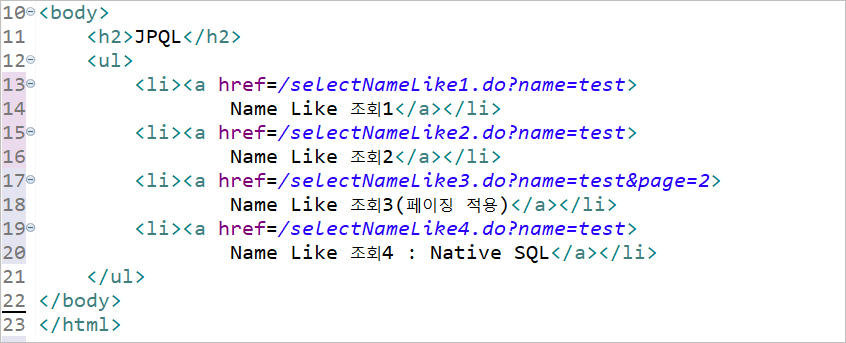 10 <body>
11 <h2>JPQL</h2>
12 <ul>
13 <li><a href=/selectNameLike1.do?name=test>
14 Name Like 조회1</a></li>
15 <li><a href=/selectNameLike2.do?name=test>
16 Name Like 조회2</a></li>
17 <li><a href=/selectNameLike3.do?name=test&page=2>
18 Name Like 조회3(페이징 적용)</a></li>
19 <li><a href=/selectNameLike4.do?name=test>
20 Name Like 조회4 : Native SQL</a></li>
21 </ul>
22 </body>
23 </html>